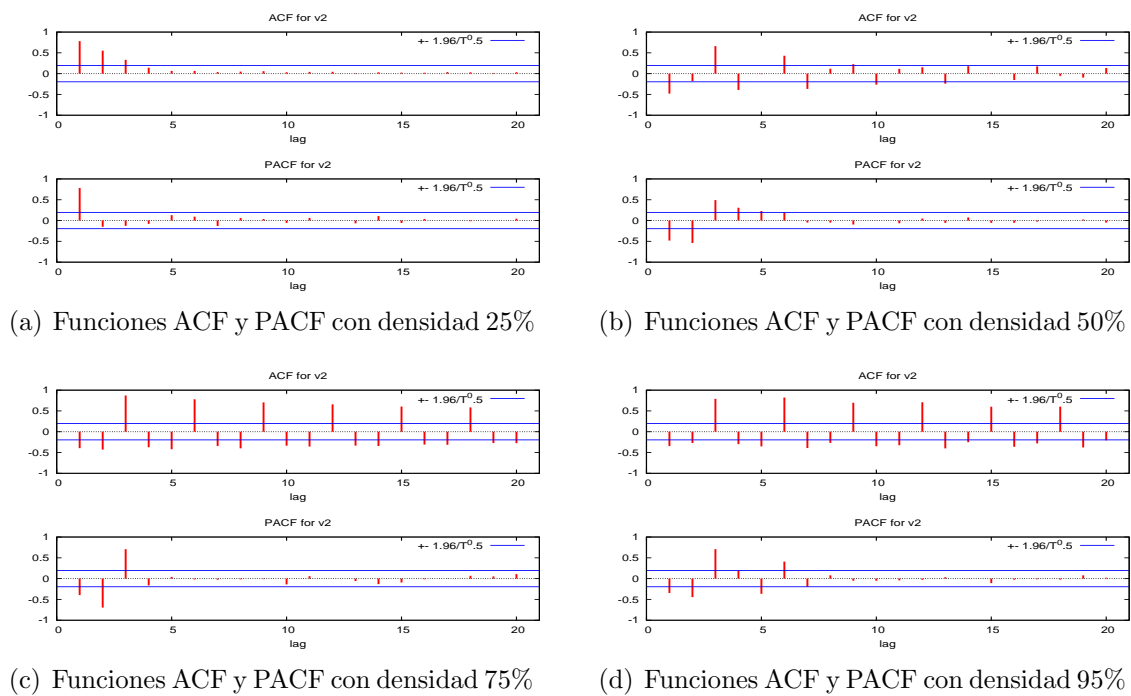 ACF for v2
+- 1.96/T^0.5
1
0.5
0
-0.5
-1
0 5 10 15 20
lag
PACF for v2
+- 1.96/T^0.5
1
0.5
0
-0.5
-1
0 5 10 15 20
lag
(a) Funciones ACF y PACF con densidad 25%
ACF for v2
+- 1.96/T^0.5
1
0.5
0
-0.5
-1
0 5 10 15 20
lag
PACF for v2
+- 1.96/T^0.5
1
0.5
0
-0.5
-1
0 5 10 15 20
lag
(b) Funciones ACF y PACF con densidad 50%
ACF for v2
+- 1.96/T^0.5
1
0.5
0
-0.5
-1
0 5 10 15 20
lag
PACF for v2
+- 1.96/T^0.5
1
0.5
0
-0.5
-1
0 5 10 15 20
lag
(c) Funciones ACF y PACF con densidad 75%
ACF for v2
+- 1.96/T^0.5
1
0.5
0
-0.5
-1
0 5 10 15 20
lag
PACF for v2
+- 1.96/T^0.5
1
0.5
0
-0.5
-1
0 5 10 15 20
lag
(d) Funciones ACF y PACF con densidad 95%